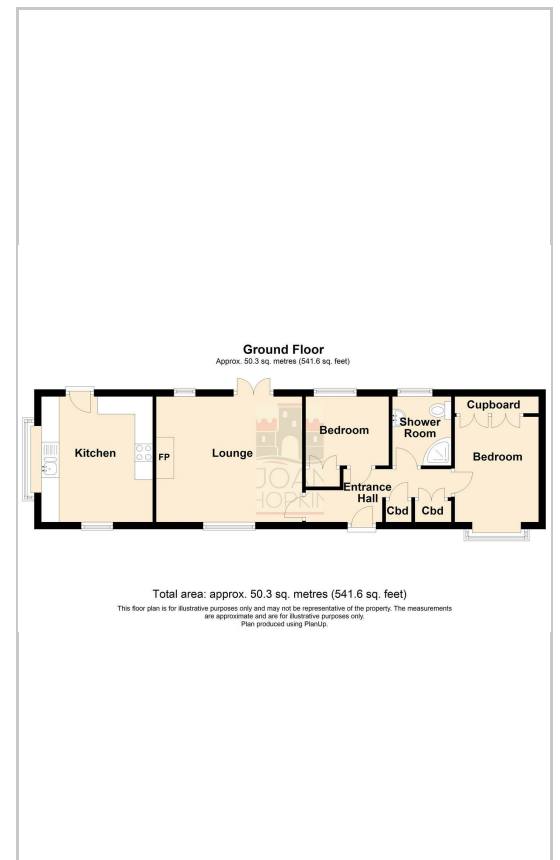 Ground Floor
Approx. 50.3 sq. metres (541.6 sq. feet)
Kitchen
FP
Lounge
Bedroom
Shower
Room
Cupboard
Bedroom
Entrance
Hall
Cbd
Cbd
JOAN
HOPKIN
Total area: approx. 50.3 sq. metres (541.6 sq. feet)
This floor plan is for illustrative purposes only and may not be representative of the property. The measurements
are approximate and are for illustrative purposes only.
Plan produced using PlanUp.